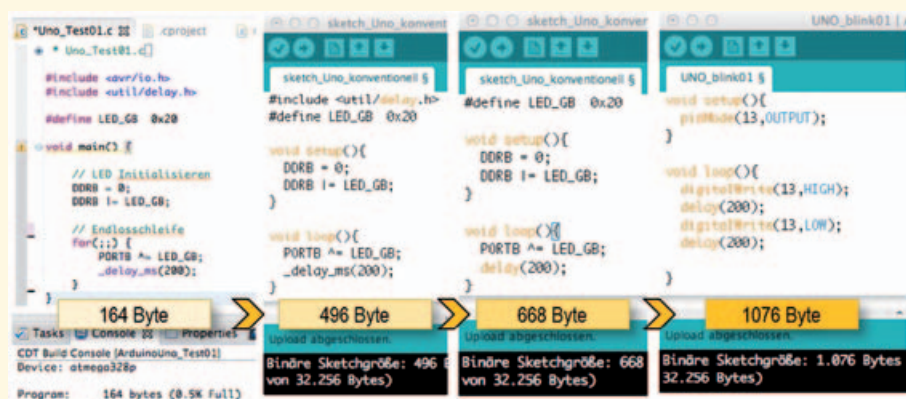 *Uno_Test01.c
.cproject
* Uno_Test01.c
#include <avr/io.h>
#include <util/delay.h>
#define LED_GB 0x20
void main() {
// LED Initialisieren
DDRB = 0;
DDRB |= LED_GB;
// Endlosschleife
for(;;) {
PORTB ^= LED_GB;
_delay_ms(200);
}
}
164 Byte
Tasks
Console
Properties
CDT Build Console [ArduinoUno_Test01]
Device: atmega328p
Program: 164 bytes (0.5% Full)
sketch_Uno_konvent
sketch_Uno_konventionell §
#include <util/delay.h>
#define LED_GB 0x20
void setup(){
DDRB = 0;
DDRB |= LED_GB;
}
void loop(){
PORTB ^= LED_GB;
_delay_ms(200);
}
496 Byte
Upload abgeschlossen.
Binäre Sketchgröße: 496 B
von 32.256 Bytes)
sketch_Uno_konver
sketch_Uno_konventionell §
#define LED_GB 0x20
void setup(){
DDRB = 0;
DDRB |= LED_GB;
}
void loop(){
PORTB ^= LED_GB;
delay(200);
}
668 Byte
Upload abgeschlossen.
Binäre Sketchgröße: 668
von 32.256 Bytes)
UNO_blink01 |
UNO_blink01 §
void setup(){
pinMode(13,OUTPUT);
}
void loop(){
digitalWrite(13,HIGH);
delay(200);
digitalWrite(13,LOW);
delay(200);
}
1076 Byte
Upload abgeschlossen.
Binäre Sketchgröße: 1.076 Bytes
32.256 Bytes)